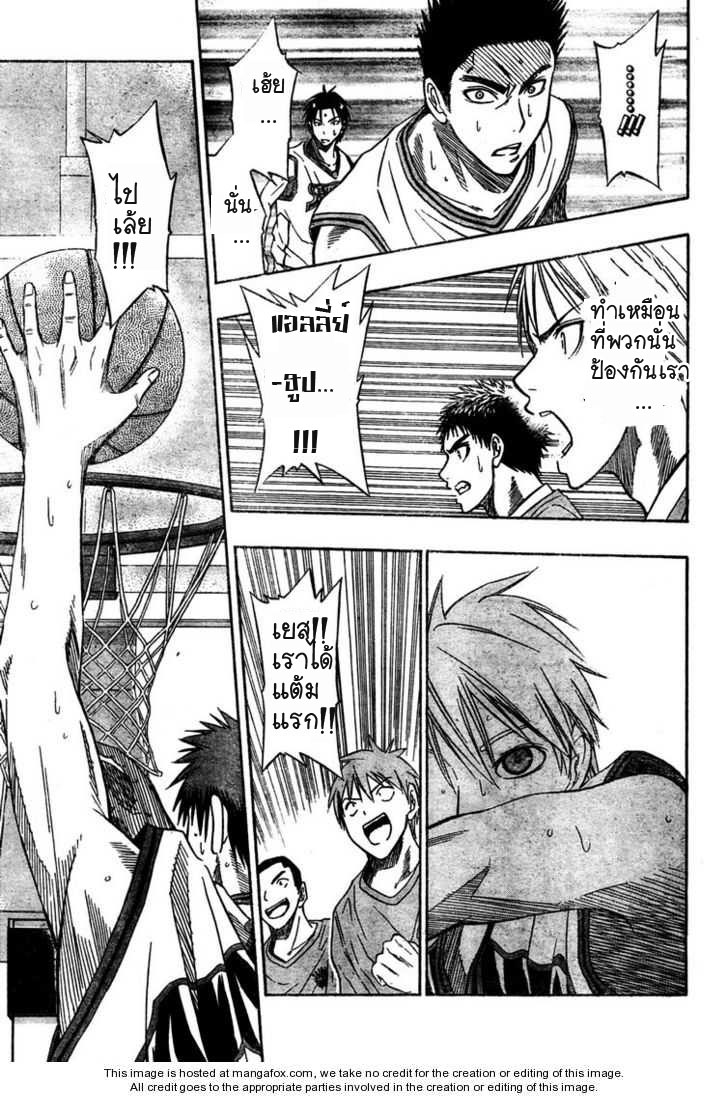 ......!!!
เฮ้ย
...
นั่น
...
ทำเหมือน
ที่พวกนั่น
ป้องกันเรา
...
แอลลี่ย์
-ฮูป...
!!!
ไป
เล้ย
!!!
เยส!!
เราได้
แต้ม
แรก!!
This image is hosted at mangafox.com, we take no credit for the creation or editing of this image.
All credit goes to the appropriate parties involved in the creation or editing of this image.